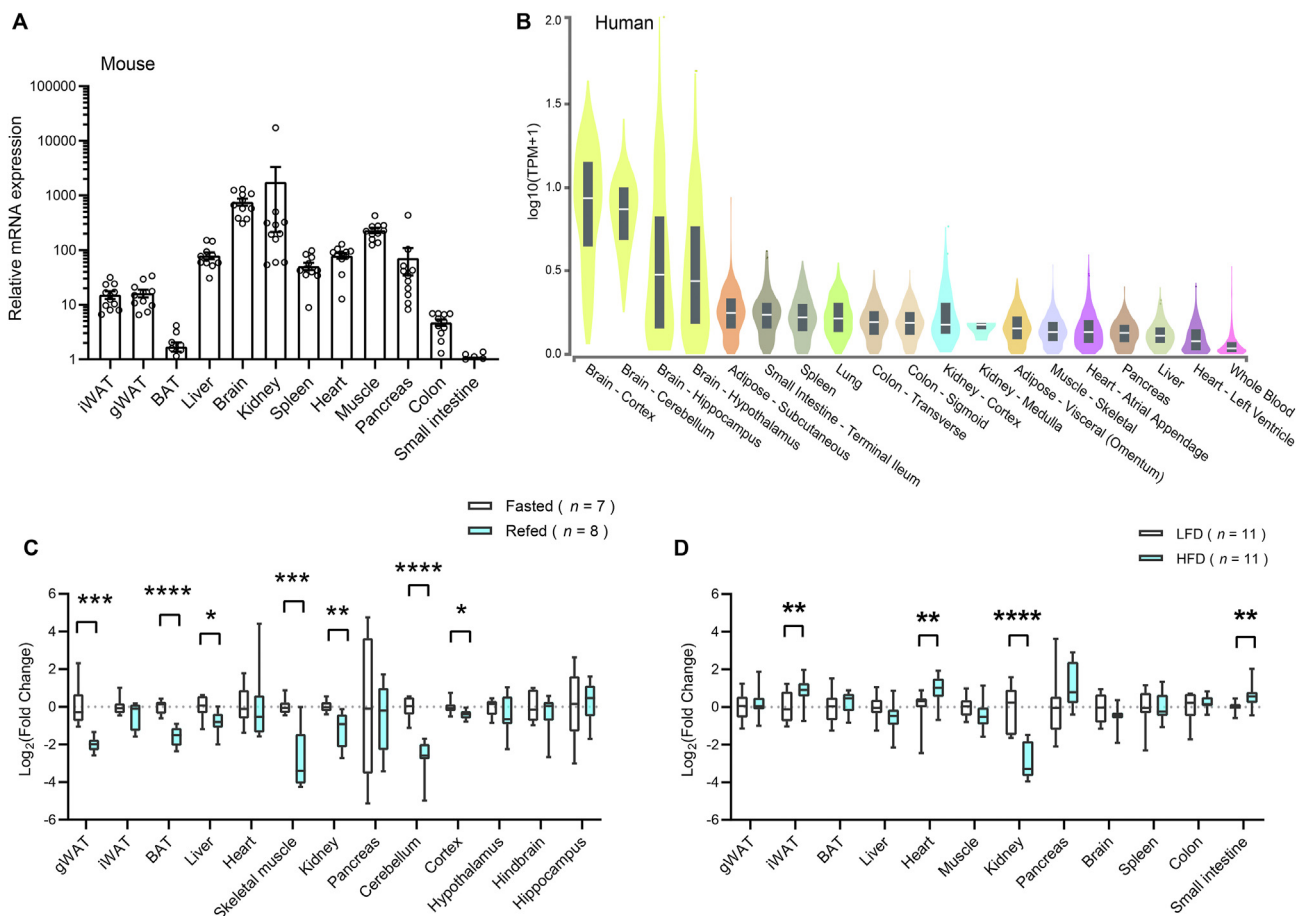 A
Mouse
Relative mRNA expression
100000
10000
1000
100
10
1
iWAT
gWAT
BAT
Liver
Brain
Kidney
Spleen
Heart
Muscle
Pancreas
Colon
Small intestine
B
Human
log10(TPM+1)
2.0
1.5
1.0
0.5
0.0
Brain - Cortex
Brain - Cerebellum
Brain - Hippocampus
Brain - Hypothalamus
Adipose - Subcutaneous
Small Intestine - Terminal Ileum
Spleen
Lung
Colon - Transverse
Colon - Sigmoid
Kidney - Cortex
Kidney - Medulla
Adipose - Visceral (Omentum)
Muscle - Skeletal
Heart - Atrial Appendage
Pancreas
Liver
Heart - Left Ventricle
Whole Blood
C
Fasted ( n = 7 )
Refed ( n = 8 )
Log2(Fold Change)
6
4
2
0
-2
-4
-6
***
****
*
***
**
****
*
gWAT
iWAT
BAT
Liver
Heart
Skeletal muscle
Kidney
Pancreas
Cerebellum
Cortex
Hypothalamus
Hindbrain
Hippocampus
D
LFD ( n = 11 )
HFD ( n = 11 )
Log2(Fold Change)
6
4
2
0
-2
-4
-6
**
**
****
**
gWAT
iWAT
BAT
Liver
Heart
Muscle
Kidney
Pancreas
Brain
Spleen
Colon
Small intestine